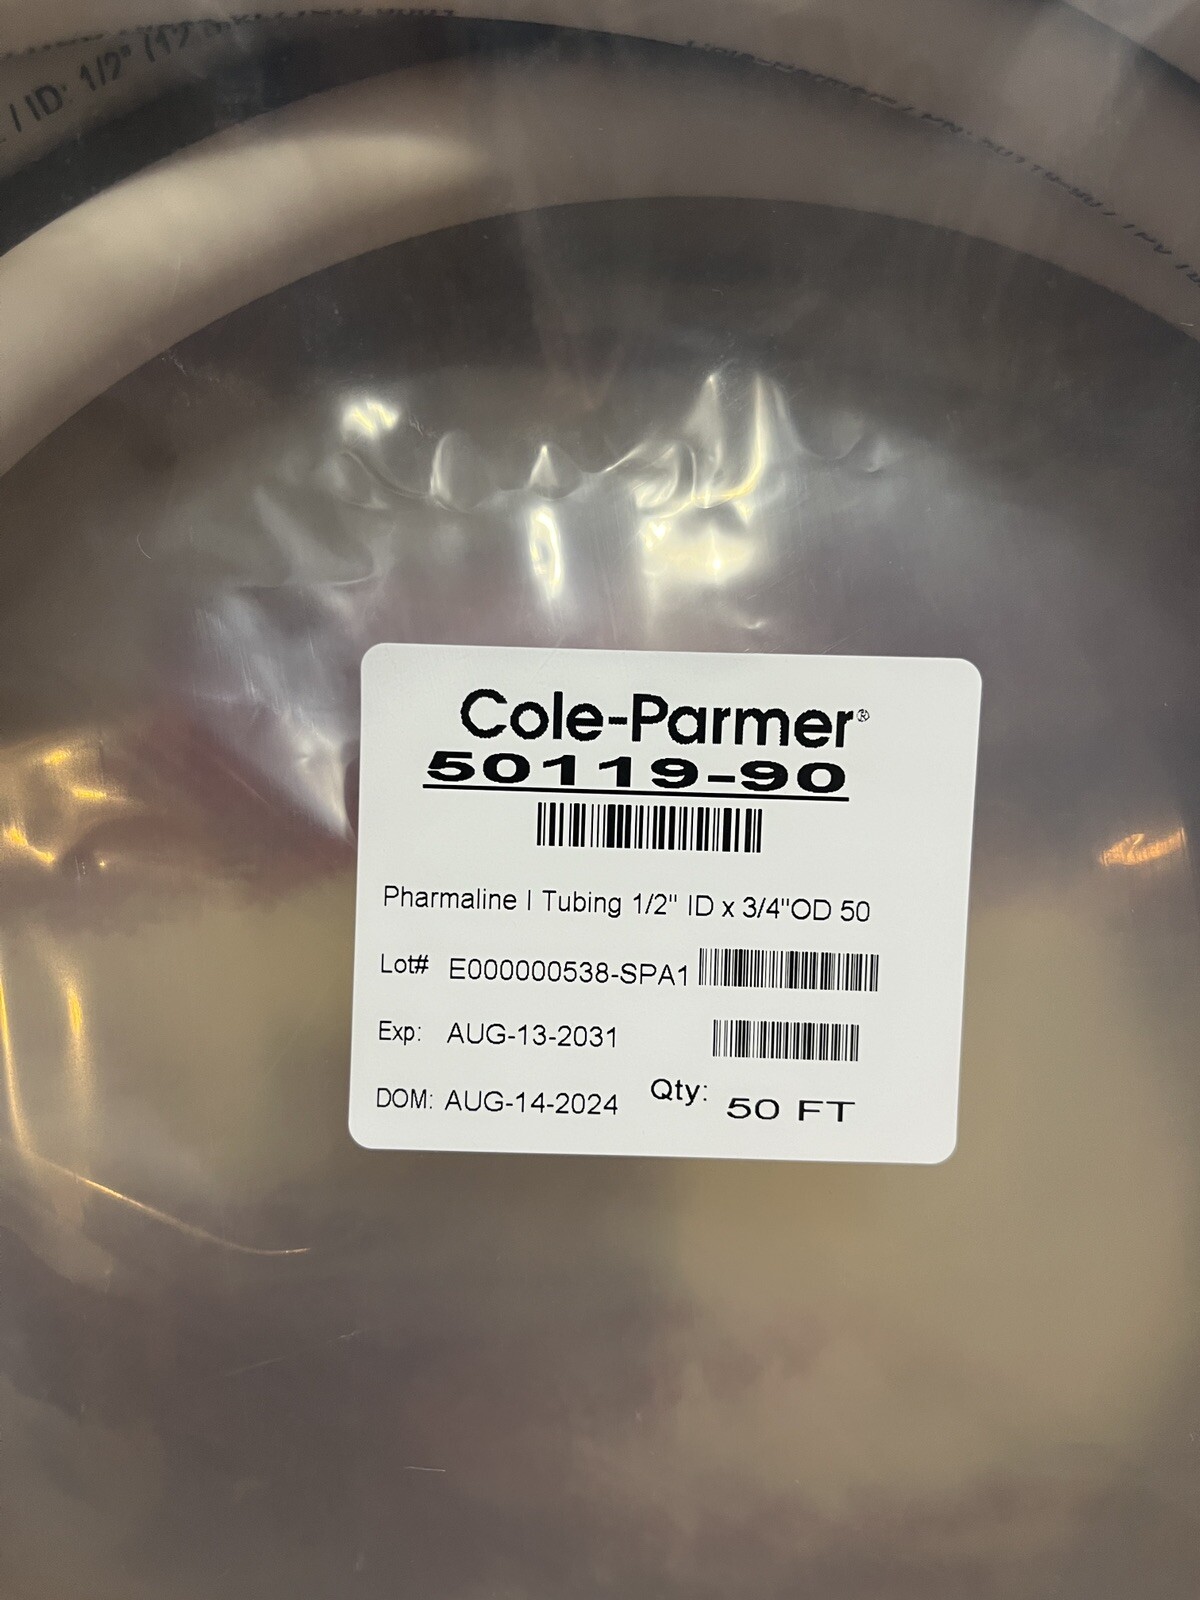 / ID: 1/2"
Cole-Parmer®
50119-90
Pharmaline I Tubing 1/2" ID x 3/4"OD 50
Lot# E000000538-SPA1
Exp: AUG-13-2031
DOM: AUG-14-2024 Qty: 50 FT